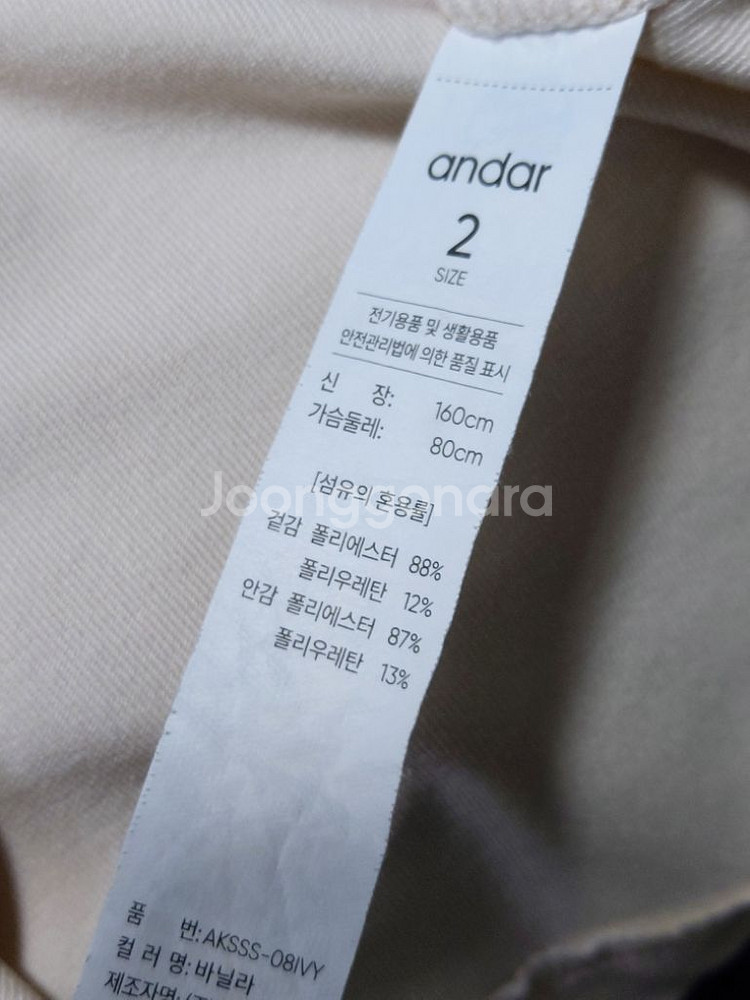 andar
2
SIZE
전기용품 및 생활용품
안전관리법에 의한 품질 표시
신 장: 160cm
가슴둘레: 80cm
[섬유의 혼용률]
Joonggonara
겉감 폴리에스터 88%
폴리우레탄 12%
안감 폴리에스터 87%
폴리우레탄 13%
품 번: AKSSS-08IVY
컬 러 명: 바닐라
제조자명: